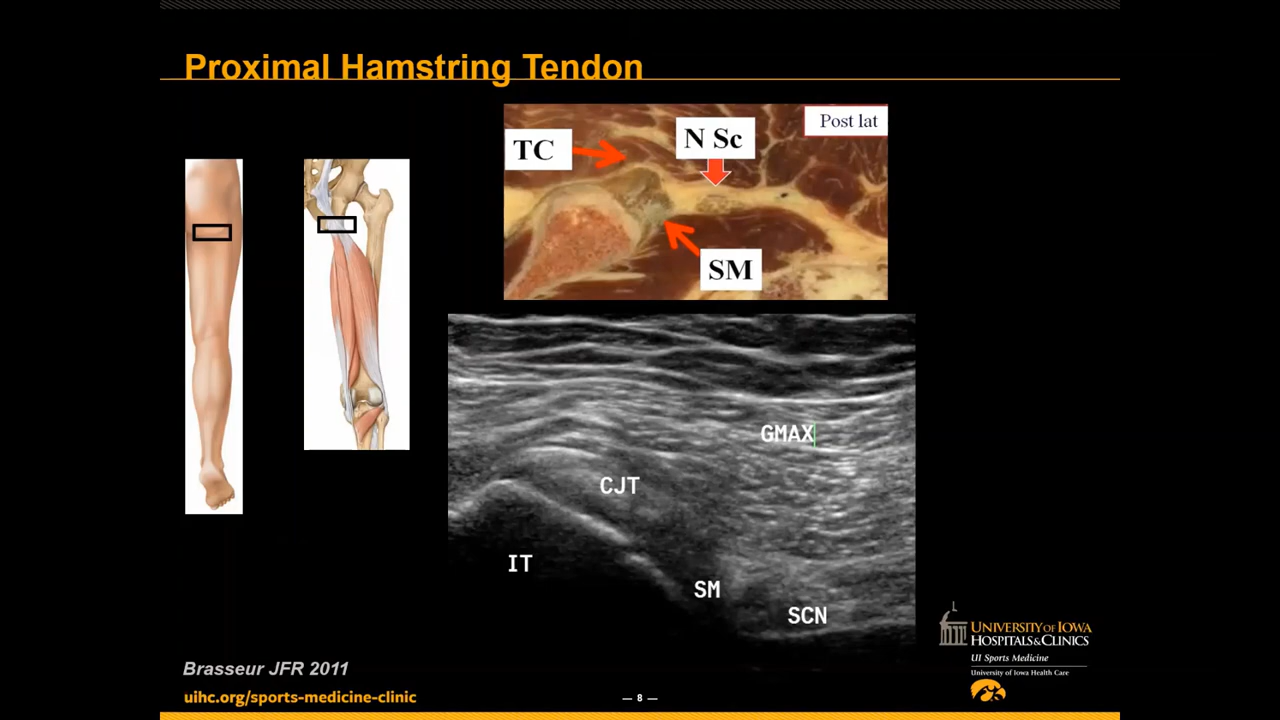 Proximal Hamstring Tendon
Post lat
TC
N Sc
SM
GMAX
CJT
IT
SM
SCN
UNIVERSITY OF IOWA
HOSPITALS & CLINICS
UI Sports Medicine
University of Iowa Health Care
Brasseur JFR 2011
uihc.org/sports-medicine-clinic
— 8 —